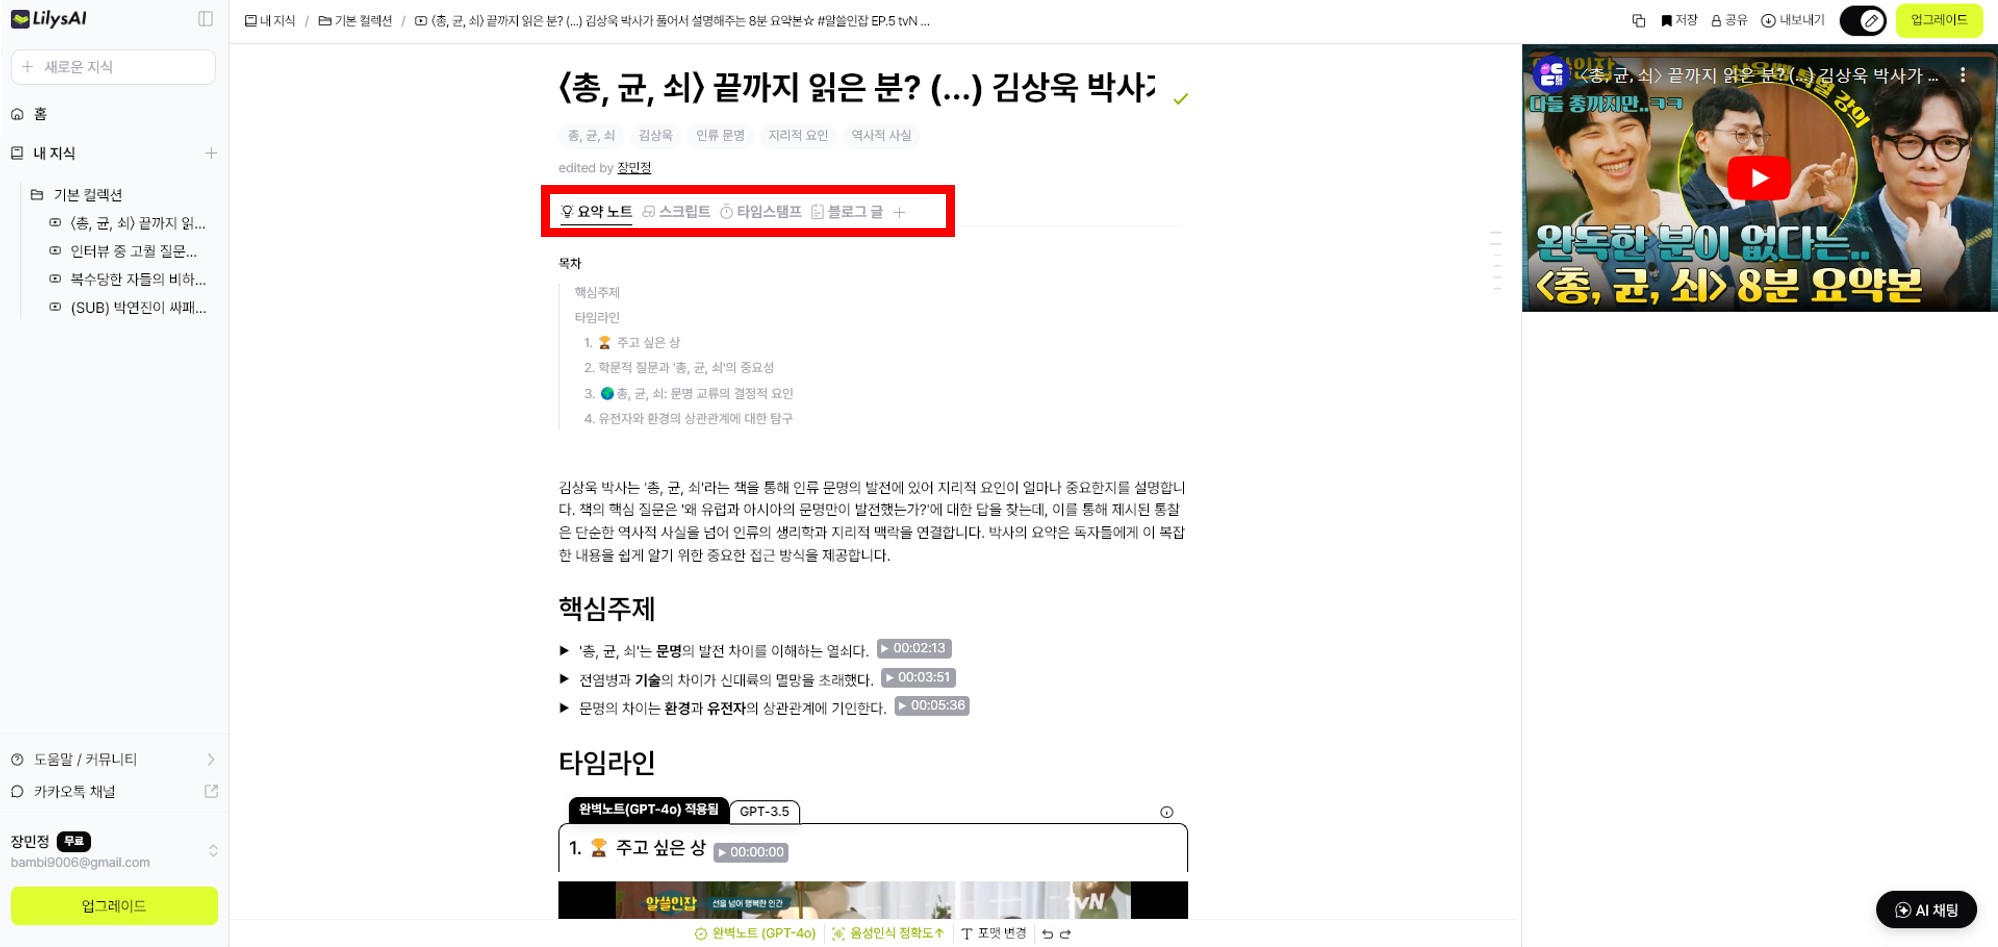 LilysAI
+ 새로운 지식
홈
내 지식 +
기본 컬렉션
〈총, 균, 쇠〉 끝까지 읽...
인터뷰 중 고퀄 질문...
복수당한 자들의 비하...
(SUB) 박연진이 싸패...
도움말 / 커뮤니티
카카오톡 채널
장민정 무료
bambi9006@gmail.com
업그레이드
내 지식 / 기본 컬렉션 / 〈총, 균, 쇠〉 끝까지 읽은 분? (...) 김상욱 박사가 풀어서 설명해주는 8분 요약본☆ #알쓸인잡 EP.5 tvN ...
저장 공유 내보내기 업그레이드
〈총, 균, 쇠〉 끝까지 읽은 분? (...) 김상욱 박사가
총, 균, 쇠 김상욱 인류 문명 지리적 요인 역사적 사실
edited by 장민정
요약 노트 스크립트 타임스탬프 블로그 글 +
목차
핵심주제
타임라인
1. 🏆 주고 싶은 상
2. 학문적 질문과 '총, 균, 쇠'의 중요성
3. 🌍총, 균, 쇠: 문명 교류의 결정적 요인
4. 유전자와 환경의 상관관계에 대한 탐구
김상욱 박사는 '총, 균, 쇠'라는 책을 통해 인류 문명의 발전에 있어 지리적 요인이 얼마나 중요한지를 설명합니
다. 책의 핵심 질문은 '왜 유럽과 아시아의 문명만이 발전했는가?'에 대한 답을 찾는데, 이를 통해 제시된 통찰
은 단순한 역사적 사실을 넘어 인류의 생리학과 지리적 맥락을 연결합니다. 박사의 요약은 독자들에게 이 복잡
한 내용을 쉽게 알기 위한 중요한 접근 방식을 제공합니다.
핵심주제
▶ '총, 균, 쇠'는 문명의 발전 차이를 이해하는 열쇠다. ▶ 00:02:13
▶ 전염병과 기술의 차이가 신대륙의 멸망을 초래했다. ▶ 00:03:51
▶ 문명의 차이는 환경과 유전자의 상관관계에 기인한다. ▶ 00:05:36
타임라인
완벽노트(GPT-4o) 적용됨 GPT-3.5
1. 🏆 주고 싶은 상 ▶ 00:00:00
알쓸인잡 선을 넘어 행복한 인간 tvN
완벽노트 (GPT-4o) 음성인식 정확도↑ 포맷 변경
〈총, 균, 쇠〉 끝까지 읽은 분? (...) 김상욱 박사가 ...
다들 총까지만..ㅋㅋ
특별 강의
완독한 분이 없다는..
<총, 균, 쇠> 8분 요약본
AI 채팅